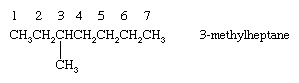 1 2 3 4 5 6 7
CH₃CH₂CHCH₂CH₂CH₂CH₃ 3-methylheptane
CH₃